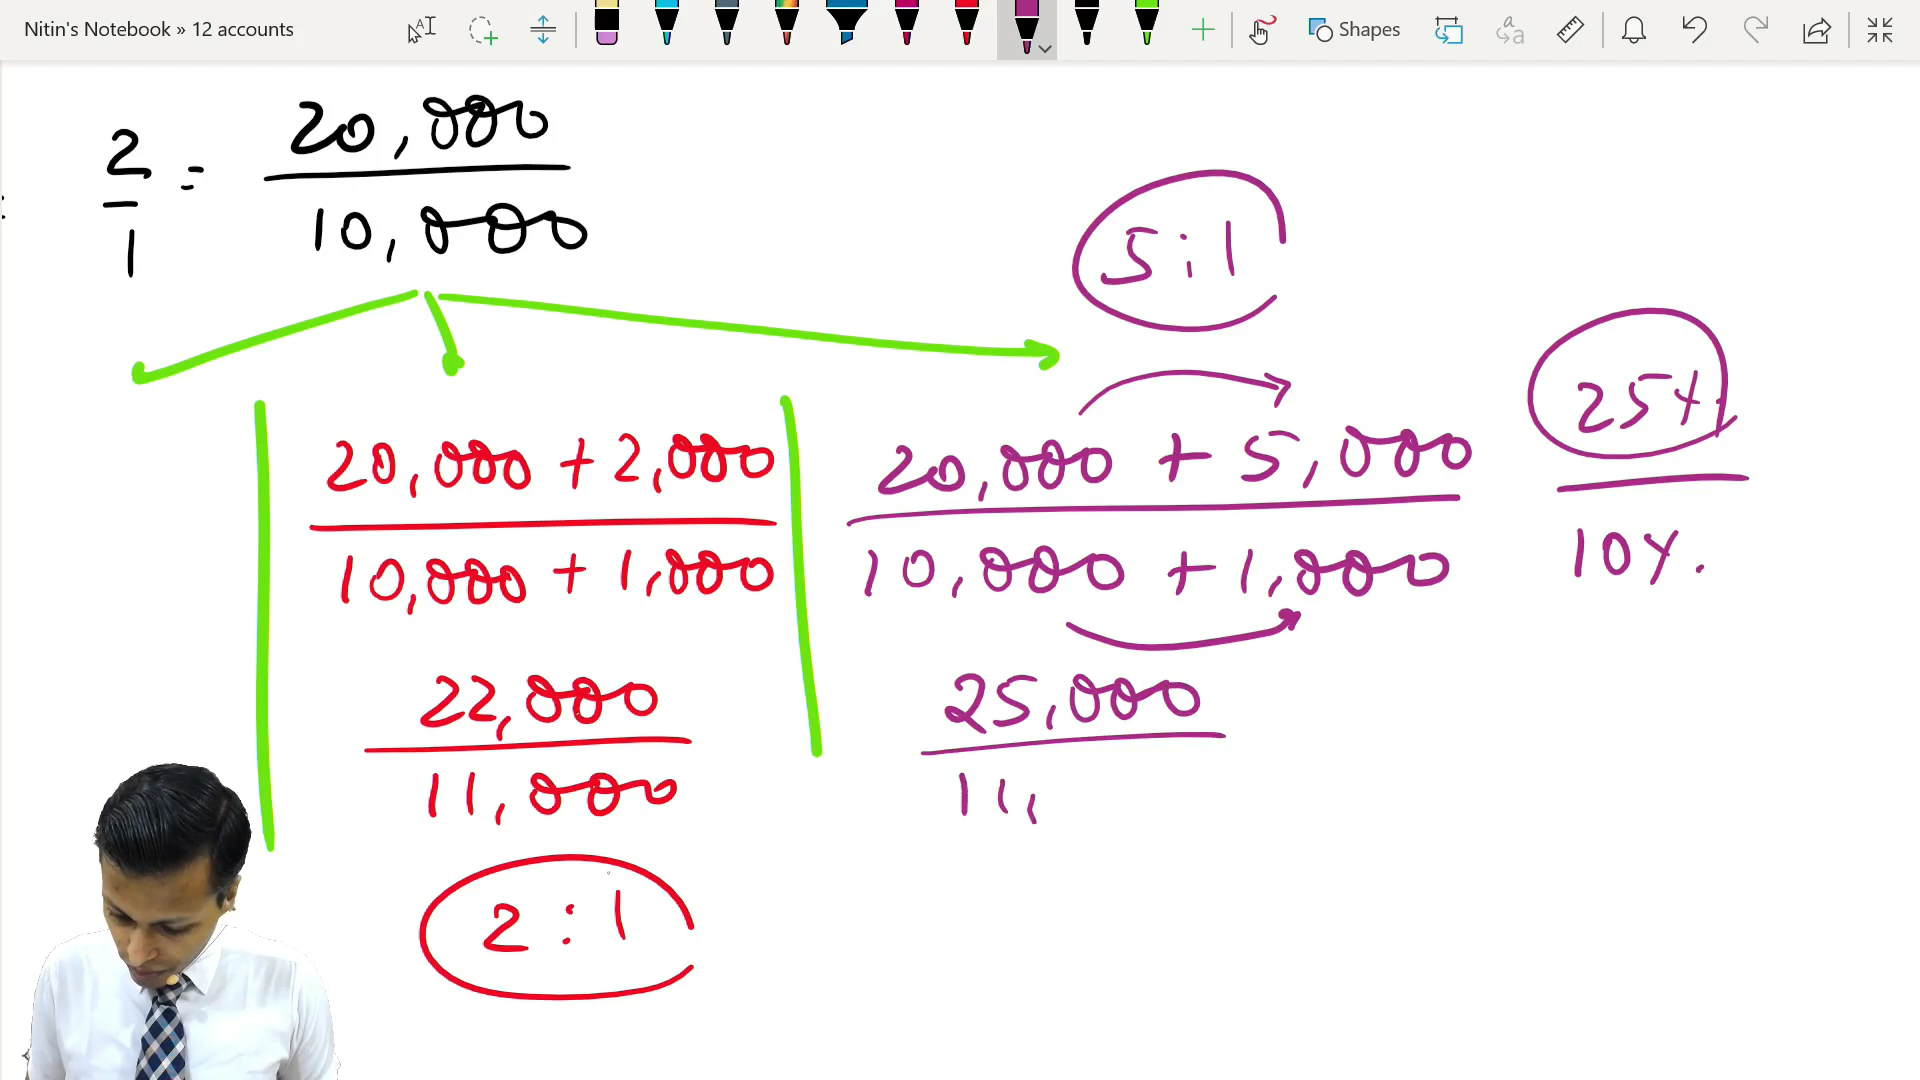 Nitin's Notebook » 12 accounts
Shapes
2/1 = 20,000/10,000
20,000 + 2,000
10,000 + 1,000
22,000
11,000
2 : 1
5 : 1
20,000 + 5,000
10,000 + 1,000
25,000
11,
25%
10%